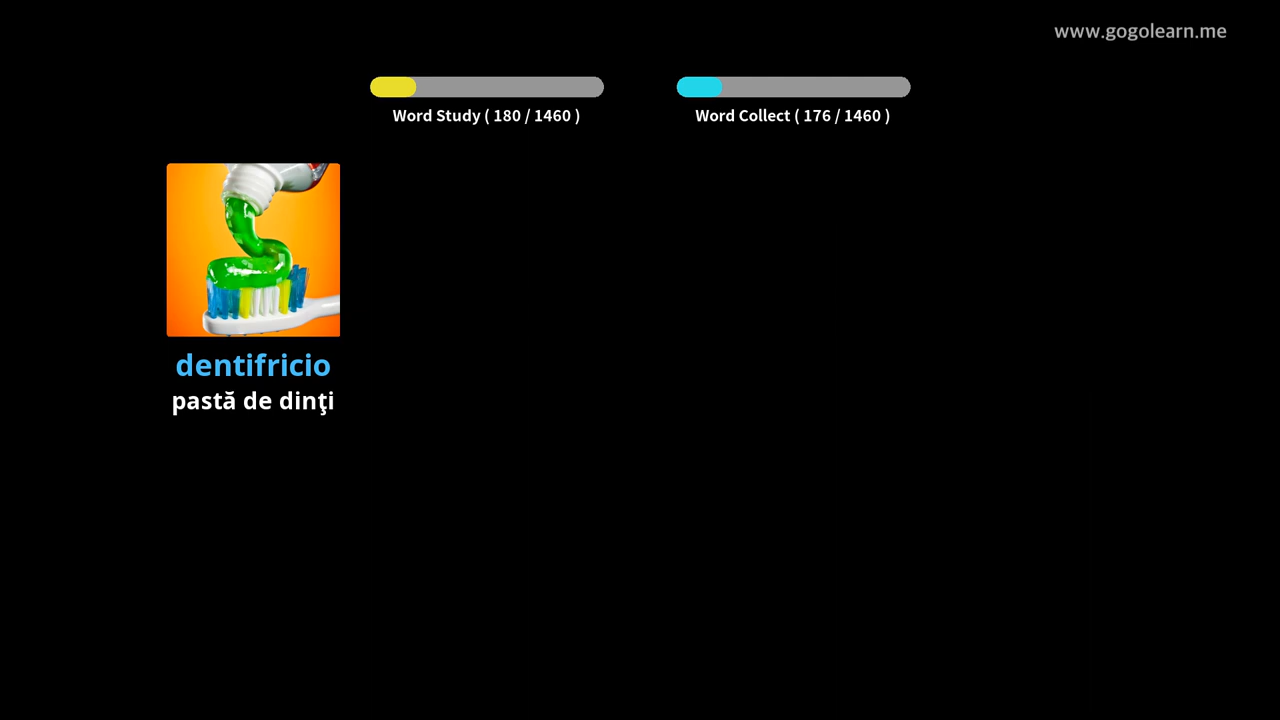 www.gogolearn.me
Word Study ( 180 / 1460 )
Word Collect ( 176 / 1460 )
dentifricio
pastă de dinţi